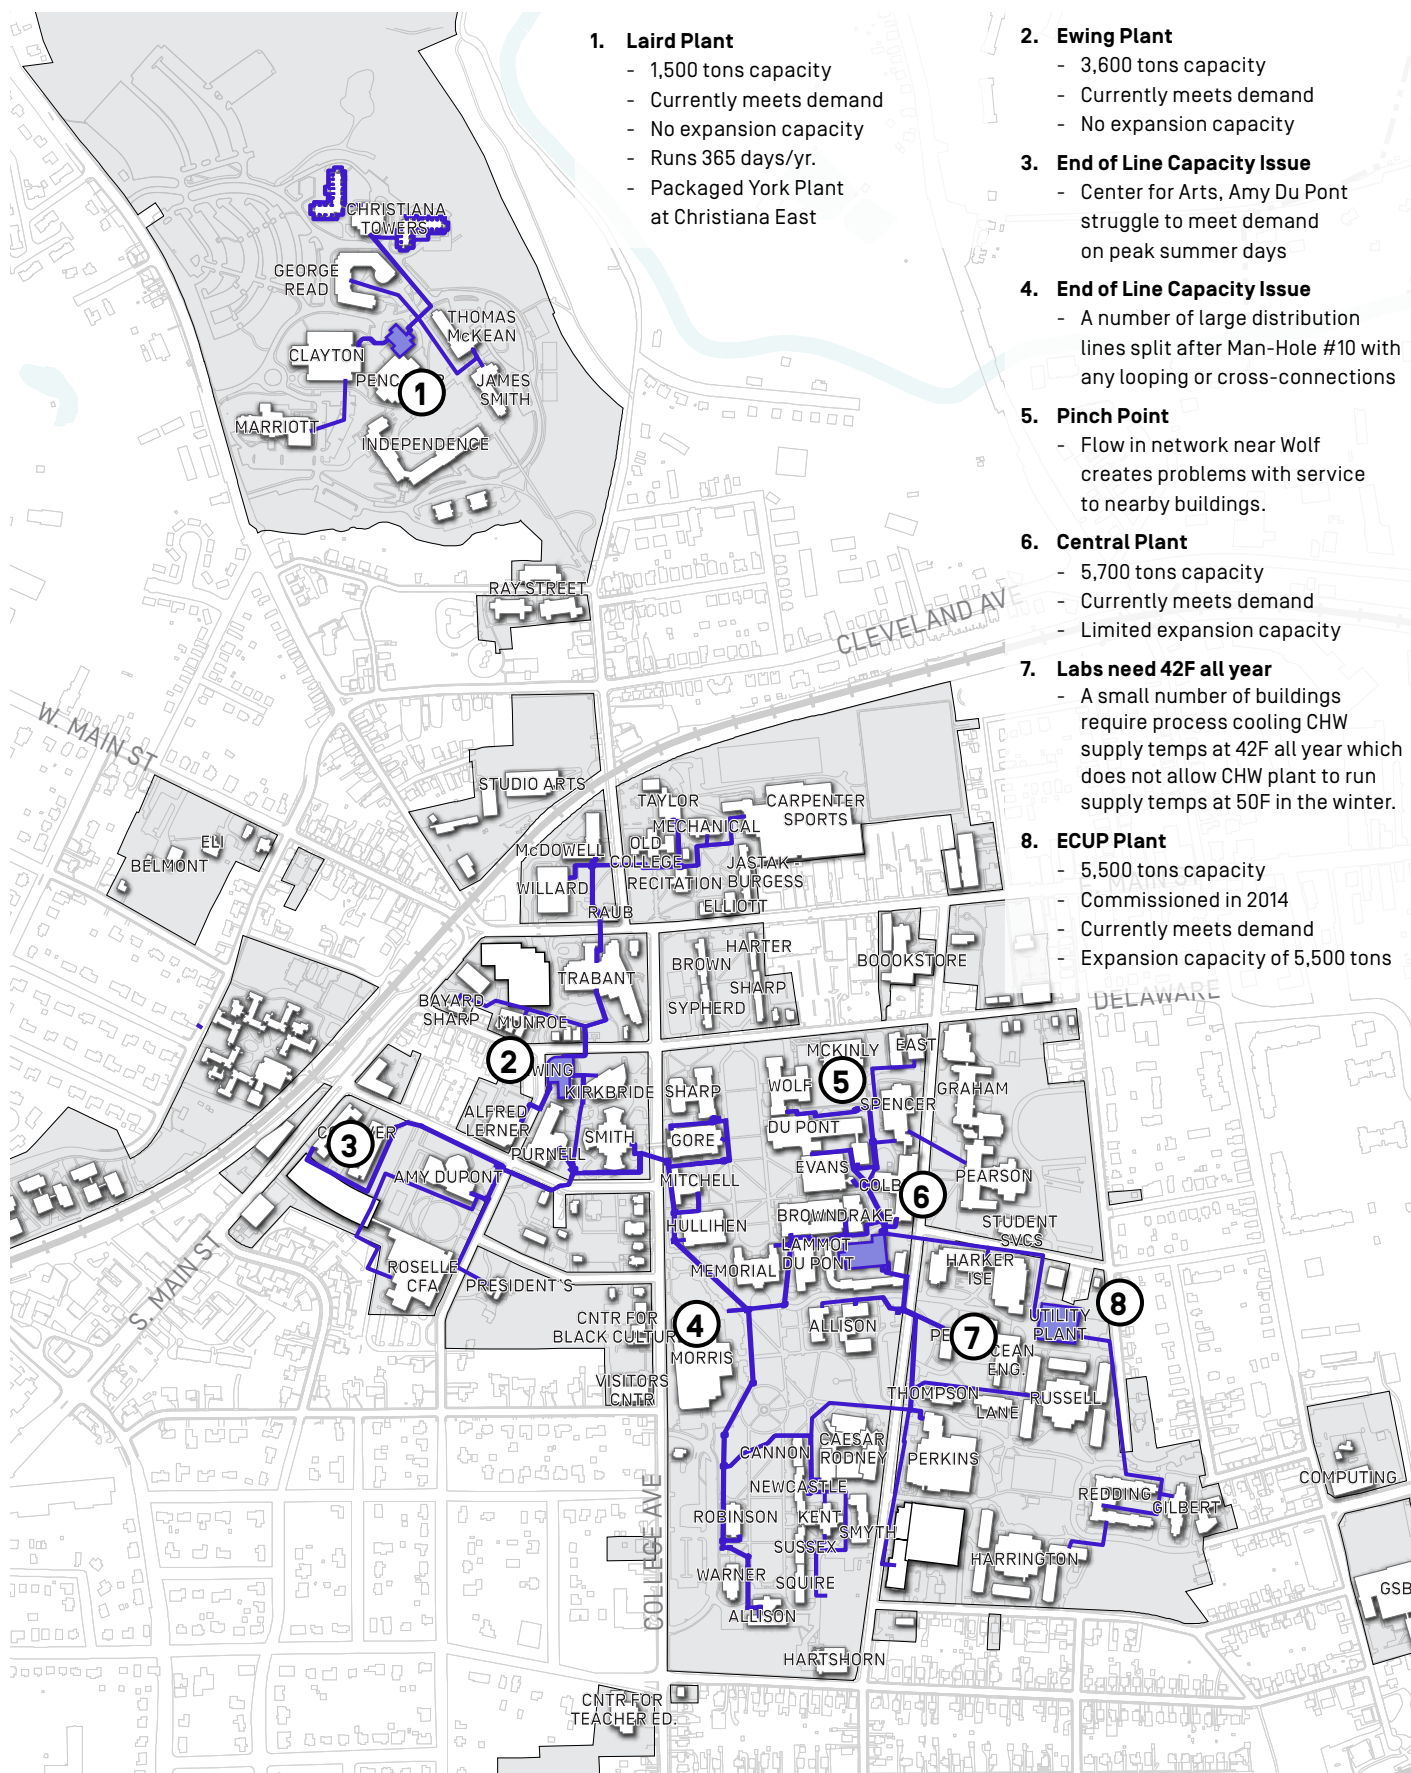 1. Laird Plant
- 1,500 tons capacity
- Currently meets demand
- No expansion capacity
- Runs 365 days/yr.
- Packaged York Plant
at Christiana East
2. Ewing Plant
- 3,600 tons capacity
- Currently meets demand
- No expansion capacity
3. End of Line Capacity Issue
- Center for Arts, Amy Du Pont
struggle to meet demand
on peak summer days
4. End of Line Capacity Issue
- A number of large distribution
lines split after Man-Hole #10 with
any looping or cross-connections
5. Pinch Point
- Flow in network near Wolf
creates problems with service
to nearby buildings.
6. Central Plant
- 5,700 tons capacity
- Currently meets demand
- Limited expansion capacity
7. Labs need 42F all year
- A small number of buildings
require process cooling CHW
supply temps at 42F all year which
does not allow CHW plant to run
supply temps at 50F in the winter.
8. ECUP Plant
- 5,500 tons capacity
- Commissioned in 2014
- Currently meets demand
- Expansion capacity of 5,500 tons
CHRISTIANA
TOWERS
GEORGE
READ
THOMAS
McKEAN
CLAYTON
JAMES
SMITH
1
MARRIOTT
INDEPENDENCE
RAY STREET
CLEVELAND AV
W. MAIN ST
STUDIO ARTS
TAYLOR
CARPENTER
SPORTS
MECHANICAL
ELI
BELMONT
McDOWELL
OLD
COLLEGE
JASTAK -
BURGESS
WILLARD
RECITATION
ELLIOTT
RAUB
MAIN ST
HARTER
BROWN
BOOOKSTORE
TRABANT
SHARP
SYPHERD
DELAWARE
BAYARD
SHARP
MUNROE
2
WING
KIRKBRIDE
SHARP
MCKINLY
EAST
WOLF
5
GRAHAM
SPENCER
ALFRED
LERNER
SMITH
GORE
DU PONT
3
PURNELL
AMY DUPONT
MITCHELL
EVANS
COLB
6
PEARSON
HULLIHEN
BROWN
DRAKE
STUDENT
SVCS
LAMMOT
DU PONT
MEMORIAL
HARKER
ISE
ROSELLE
CFA
PRESIDENT'S
S. MAIN ST
8
UTILITY
PLANT
CNTR FOR
BLACK CULTUR
4
ALLISON
PE
7
CEAN
ENG.
MORRIS
VISITORS
CNTR
THOMPSON
RUSSELL
LANE
CANNON
CAESAR
RODNEY
PERKINS
COMPUTING
NEWCASTLE
REDDING
GILBERT
COLLEGE AVE
ROBINSON
KENT
SMYTH
SUSSEX
HARRINGTON
WARNER
SQUIRE
GSB
ALLISON
HARTSHORN
CNTR FOR
TEACHER ED.